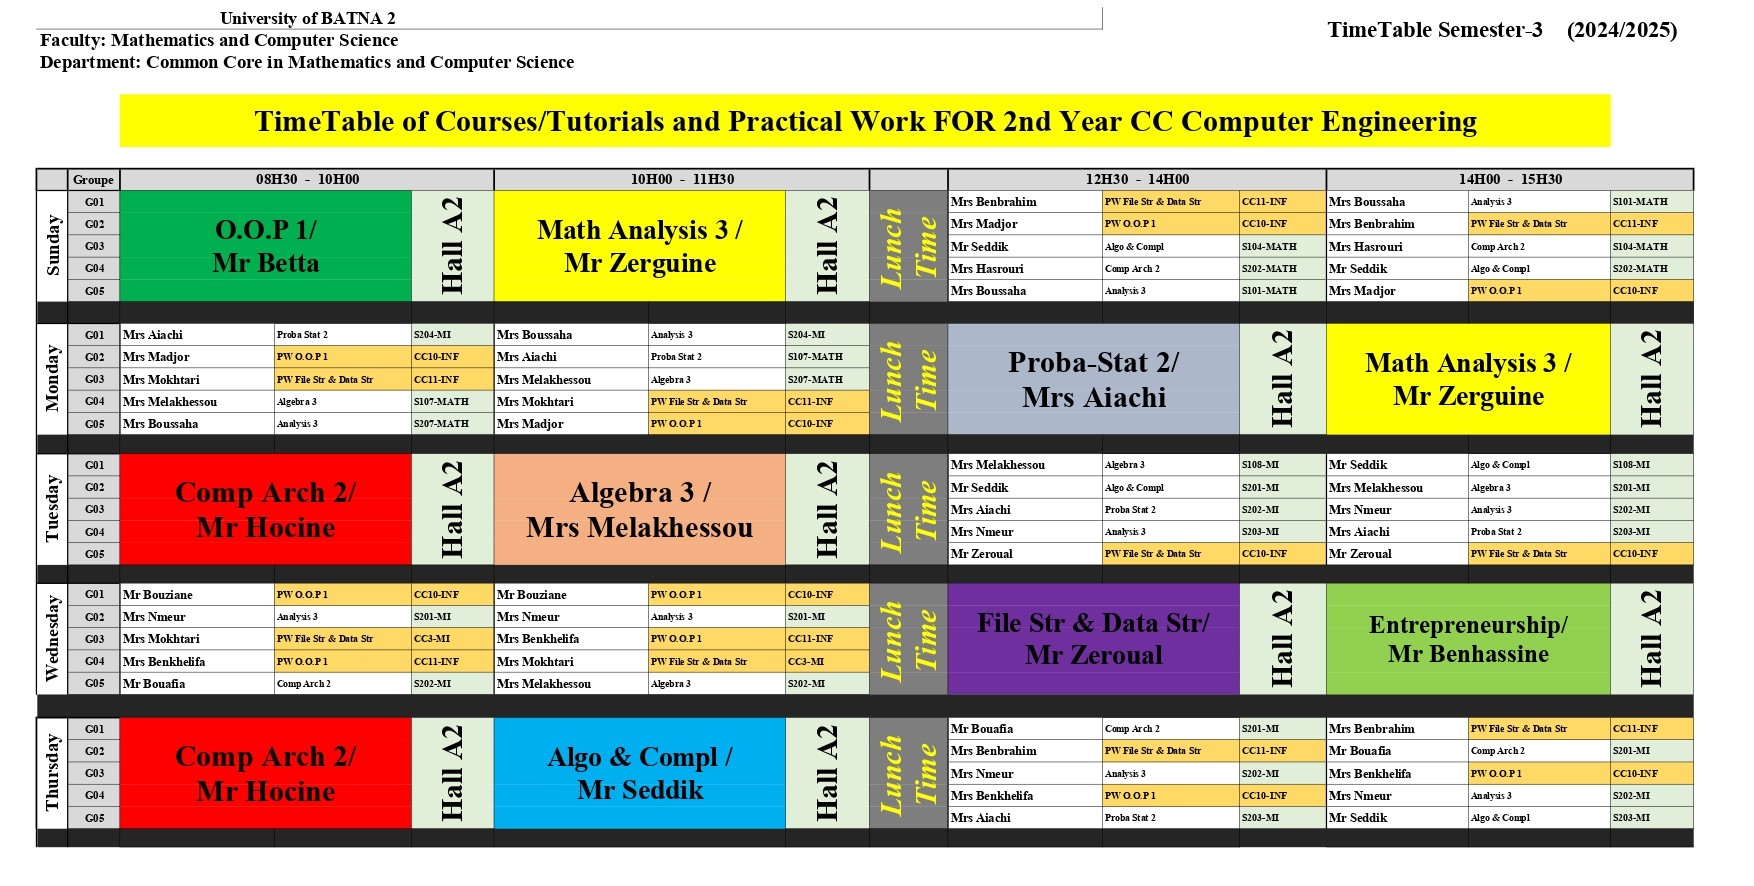 University of BATNA 2
TimeTable Semester-3 (2024/2025)
Faculty: Mathematics and Computer Science
Department: Common Core in Mathematics and Computer Science
TimeTable of Courses/Tutorials and Practical Work FOR 2nd Year CC Computer Engineering
Groupe 08H30 - 10H00 10H00 - 11H30 12H30 - 14H00 14H00 - 15H30
Sunday
O.O.P 1/
Mr Betta
Hall A2
Math Analysis 3 /
Mr Zerguine
Hall A2
Lunch
Time
G01 Mrs Benbrahim PW File Str & Data Str CC11-INF Mrs Boussaha Analysis 3 S101-MATH
G02 Mrs Madjor PW O.O.P 1 CC10-INF Mrs Benbrahim PW File Str & Data Str CC11-INF
G03 Mr Seddik Algo & Compl S104-MATH Mrs Hasrouri Comp Arch 2 S104-MATH
G04 Mrs Hasrouri Comp Arch 2 S202-MATH Mr Seddik Algo & Compl S202-MATH
G05 Mrs Boussaha Analysis 3 S101-MATH Mrs Madjor PW O.O.P 1 CC10-INF
Monday
G01 Mrs Aiachi Proba Stat 2 S204-MI Mrs Boussaha Analysis 3 S204-MI
G02 Mrs Madjor PW O.O.P 1 CC10-INF Mrs Aiachi Proba Stat 2 S107-MATH
G03 Mrs Mokhtari PW File Str & Data Str CC11-INF Mrs Melakhessou Algebra 3 S207-MATH
G04 Mrs Melakhessou Algebra 3 S107-MATH Mrs Mokhtari PW File Str & Data Str CC11-INF
G05 Mrs Boussaha Analysis 3 S207-MATH Mrs Madjor PW O.O.P 1 CC10-INF
Lunch
Time
Proba-Stat 2/
Mrs Aiachi
Hall A2
Math Analysis 3 /
Mr Zerguine
Hall A2
Tuesday
Comp Arch 2/
Mr Hocine
Hall A2
Algebra 3 /
Mrs Melakhessou
Hall A2
Lunch
Time
G01 Mrs Melakhessou Algebra 3 S108-MI Mr Seddik Algo & Compl S108-MI
G02 Mr Seddik Algo & Compl S201-MI Mrs Melakhessou Algebra 3 S201-MI
G03 Mrs Aiachi Proba Stat 2 S202-MI Mrs Nmeur Analysis 3 S202-MI
G04 Mrs Nmeur Analysis 3 S203-MI Mrs Aiachi Proba Stat 2 S203-MI
G05 Mr Zeroual PW File Str & Data Str CC10-INF Mr Zeroual PW File Str & Data Str CC10-INF
Wednesday
G01 Mr Bouziane PW O.O.P 1 CC10-INF Mr Bouziane PW O.O.P 1 CC10-INF
G02 Mrs Nmeur Analysis 3 S201-MI Mrs Nmeur Analysis 3 S201-MI
G03 Mrs Mokhtari PW File Str & Data Str CC3-MI Mrs Benkhelifa PW O.O.P 1 CC11-INF
G04 Mrs Benkhelifa PW O.O.P 1 CC11-INF Mrs Mokhtari PW File Str & Data Str CC3-MI
G05 Mr Bouafia Comp Arch 2 S202-MI Mrs Melakhessou Algebra 3 S202-MI
Lunch
Time
File Str & Data Str/
Mr Zeroual
Hall A2
Entrepreneurship/
Mr Benhassine
Hall A2
Thursday
Comp Arch 2/
Mr Hocine
Hall A2
Algo & Compl /
Mr Seddik
Hall A2
Lunch
Time
G01 Mr Bouafia Comp Arch 2 S201-MI Mrs Benbrahim PW File Str & Data Str CC11-INF
G02 Mrs Benbrahim PW File Str & Data Str CC11-INF Mr Bouafia Comp Arch 2 S201-MI
G03 Mrs Nmeur Analysis 3 S202-MI Mrs Benkhelifa PW O.O.P 1 CC10-INF
G04 Mrs Benkhelifa PW O.O.P 1 CC10-INF Mrs Nmeur Analysis 3 S202-MI
G05 Mrs Aiachi Proba Stat 2 S203-MI Mr Seddik Algo & Compl S203-MI